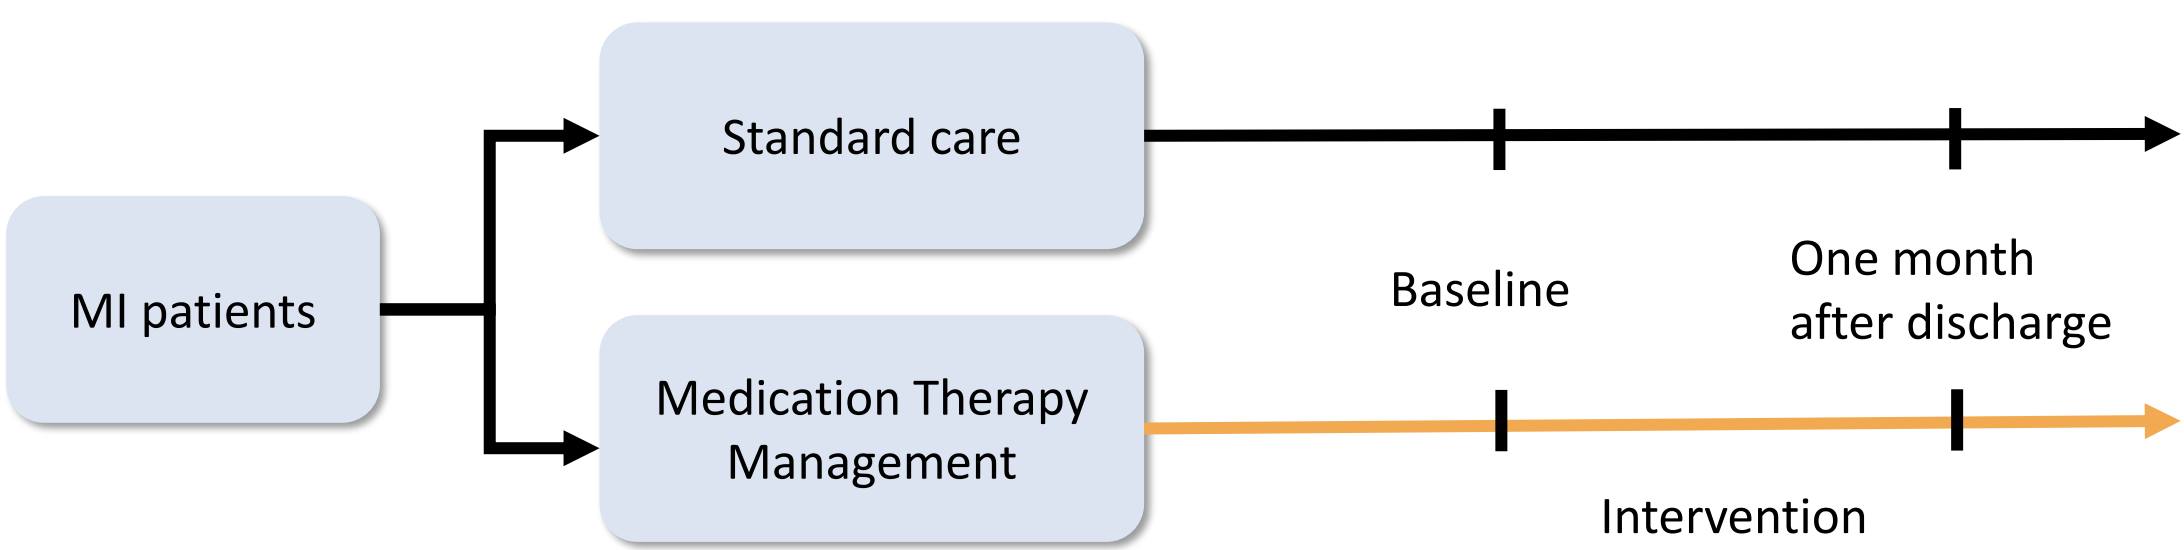 Standard care
MI patients
Medication Therapy
Management
Baseline
One month
after discharge
Intervention